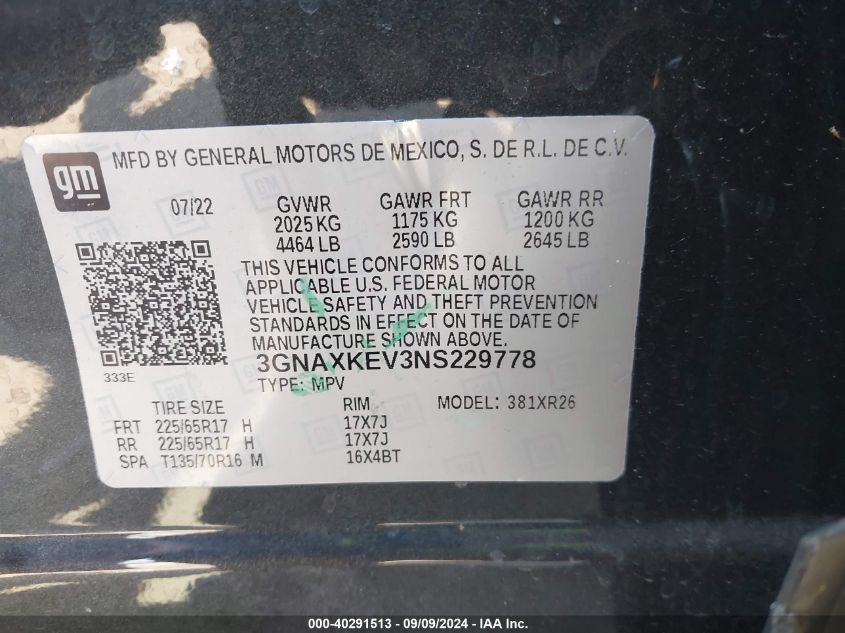 gm
MFD BY GENERAL MOTORS DE MEXICO, S. DE R.L. DE C.V.
07/22 GVWR GAWR FRT GAWR RR
2025 KG 1175 KG 1200 KG
4464 LB 2590 LB 2645 LB
THIS VEHICLE CONFORMS TO ALL
APPLICABLE U.S. FEDERAL MOTOR
VEHICLE SAFETY AND THEFT PREVENTION
STANDARDS IN EFFECT ON THE DATE OF
MANUFACTURE SHOWN ABOVE.
333E
3GNAXKEV3NS229778
TYPE: MPV
TIRE SIZE RIM MODEL: 381XR26
FRT 225/65R17 H 17X7J
RR 225/65R17 H 17X7J
SPA T135/70R16 M 16X4BT
000-40291513 - 09/09/2024 - IAA, Inc.